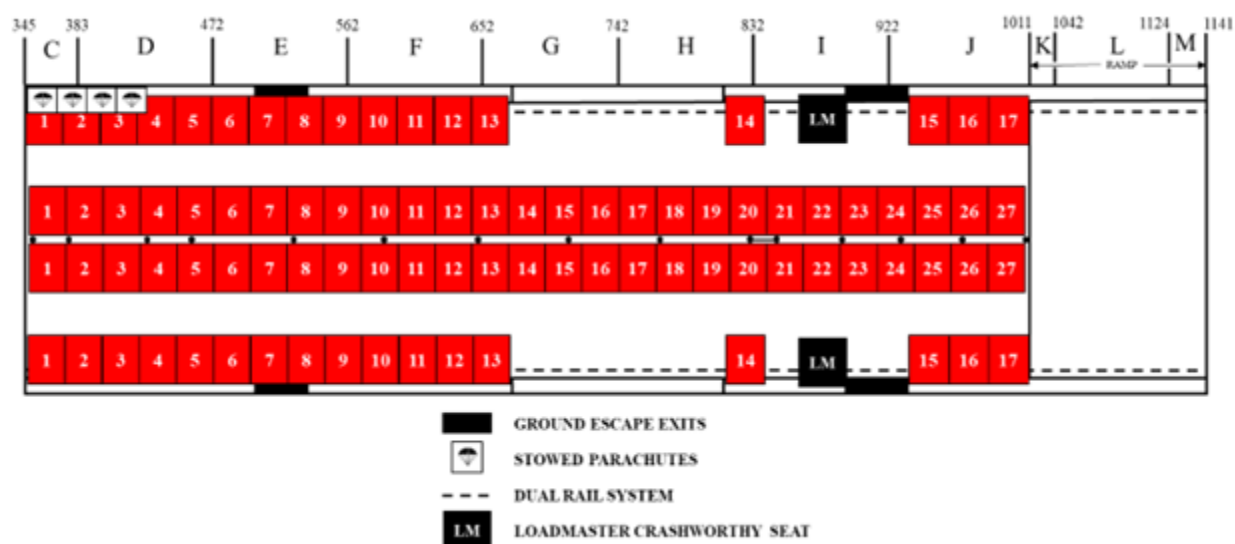 345 383 472 562 652 742 832 922 1011 1042 1124 1141
C D E F G H I J K L M
RAMP
1 2 3 4 5 6 7 8 9 10 11 12 13 14 LM 15 16 17
1 2 3 4 5 6 7 8 9 10 11 12 13 14 15 16 17 18 19 20 21 22 23 24 25 26 27
1 2 3 4 5 6 7 8 9 10 11 12 13 14 15 16 17 18 19 20 21 22 23 24 25 26 27
1 2 3 4 5 6 7 8 9 10 11 12 13 14 LM 15 16 17
GROUND ESCAPE EXITS
STOWED PARACHUTES
DUAL RAIL SYSTEM
LM LOADMASTER CRASHWORTHY SEAT